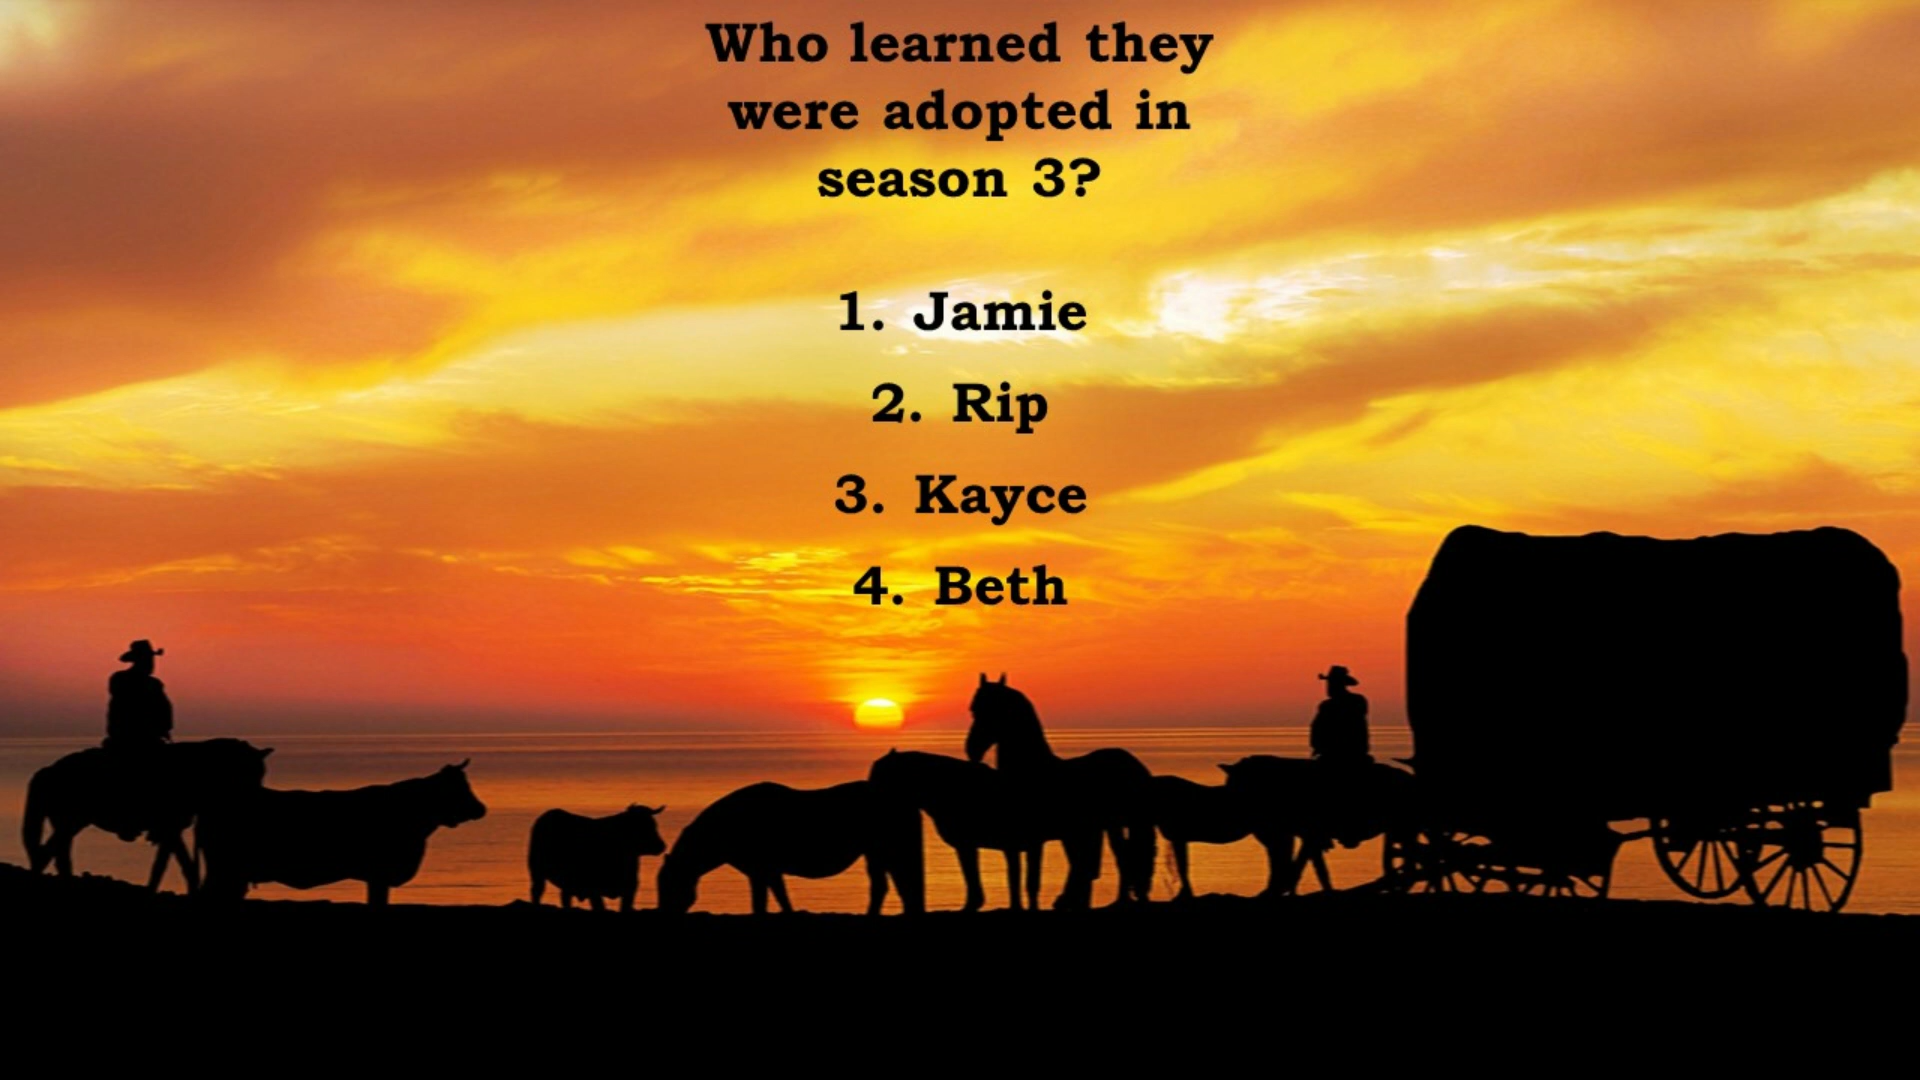 Who learned they
were adopted in
season 3?
1. Jamie
2. Rip
3. Kayce
4. Beth